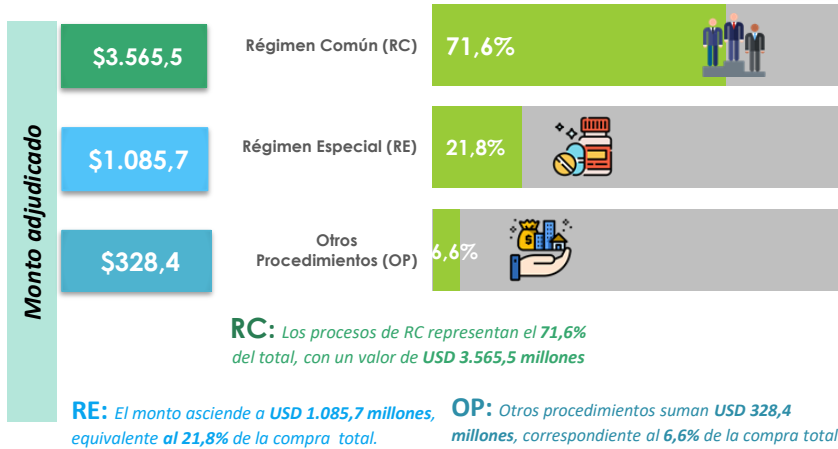 Monto adjudicado
$3.565,5
Régimen Común (RC)
71,6%
$1.085,7
Régimen Especial (RE)
21,8%
$328,4
Otros
Procedimientos (OP)
6,6%
RC: Los procesos de RC representan el 71,6%
del total, con un valor de USD 3.565,5 millones
RE: El monto asciende a USD 1.085,7 millones,
equivalente al 21,8% de la compra total.
OP: Otros procedimientos suman USD 328,4
millones, correspondiente al 6,6% de la compra total